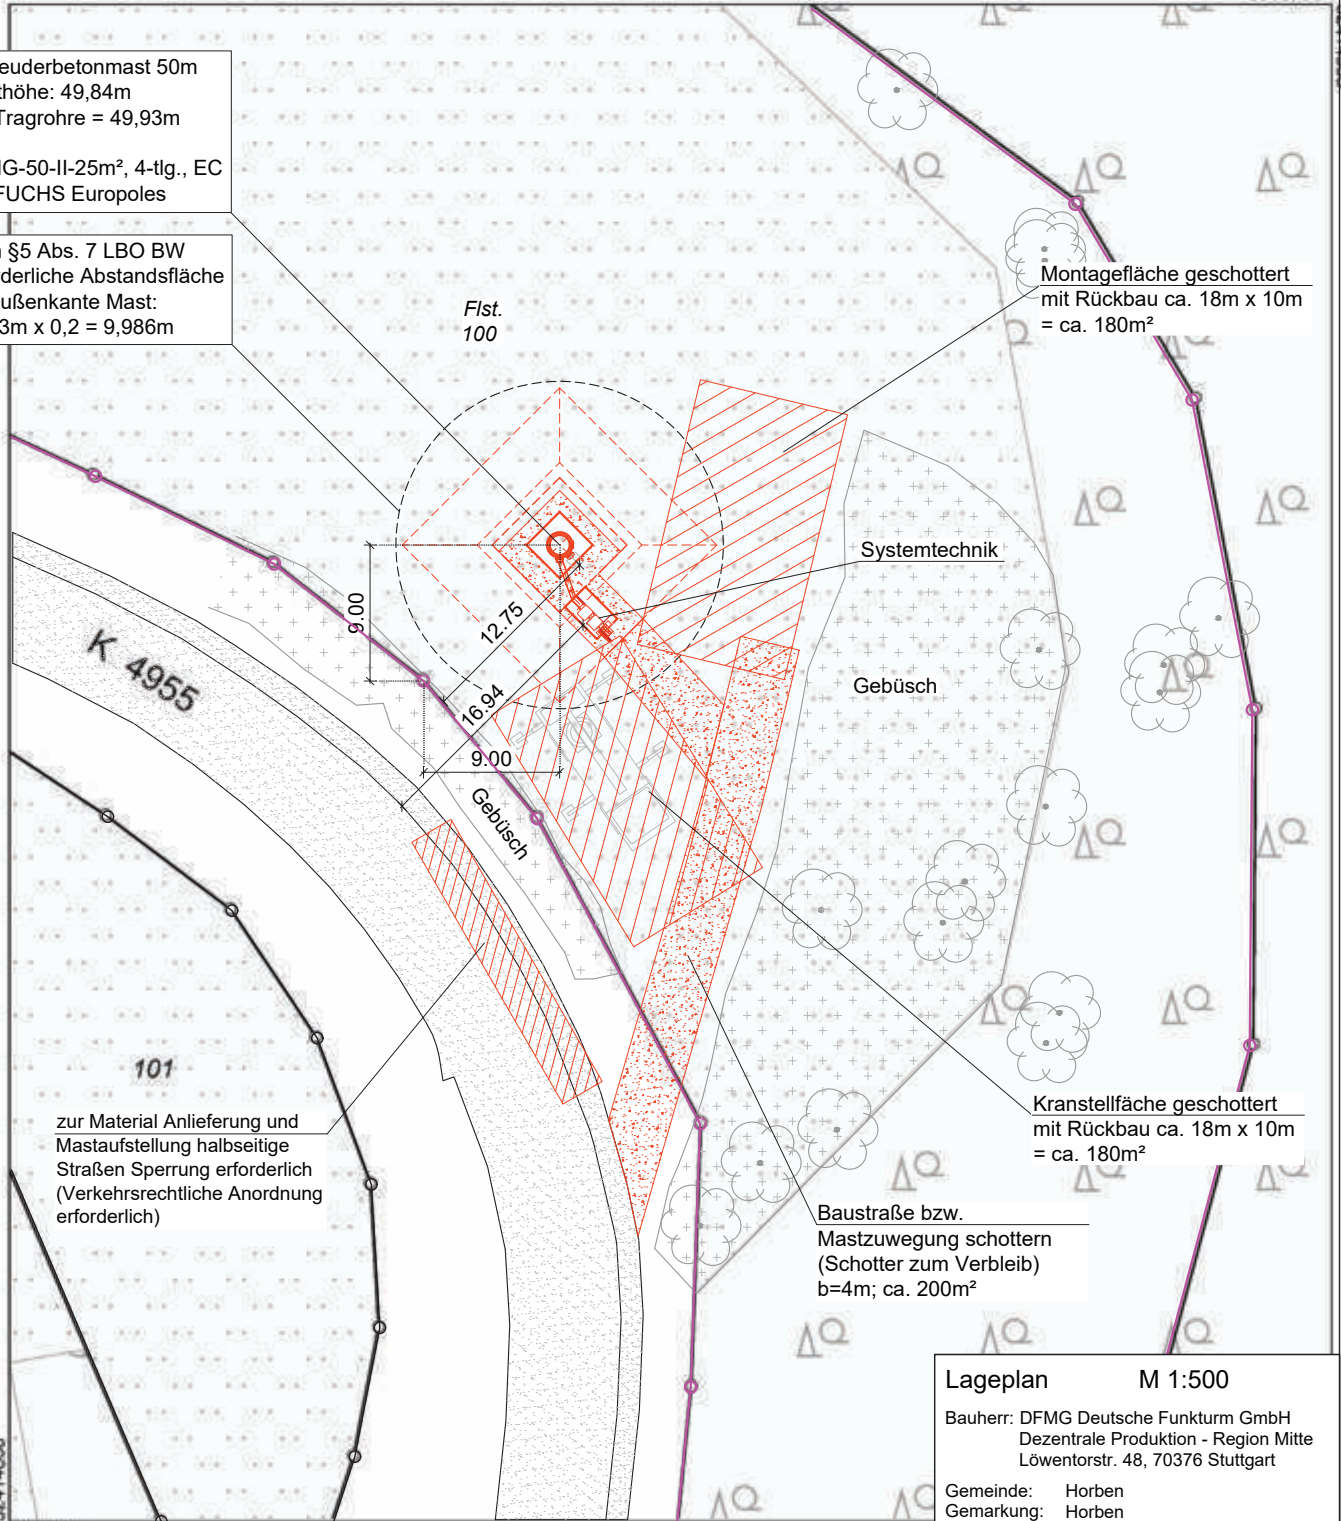 euderbetonmast 50m
thöhe: 49,84m
Tragrohre = 49,93m
G-50-II-25m², 4-tlg., EC
FUCHS Europoles
§5 Abs. 7 LBO BW
derliche Abstandsfläche
ußenkante Mast:
3m x 0,2 = 9,986m
Flst.
100
Montagefläche geschottert
mit Rückbau ca. 18m x 10m
= ca. 180m²
Systemtechnik
9.00
12.75
16.94
9.00
K 4955
Gebüsch
Gebüsch
101
zur Material Anlieferung und
Mastaufstellung halbseitige
Straßen Sperrung erforderlich
(Verkehrsrechtliche Anordnung
erforderlich)
Kranstellfäche geschottert
mit Rückbau ca. 18m x 10m
= ca. 180m²
Baustraße bzw.
Mastzuwegung schottern
(Schotter zum Verbleib)
b=4m; ca. 200m²
Lageplan M 1:500
Bauherr: DFMG Deutsche Funkturm GmbH
Dezentrale Produktion - Region Mitte
Löwentorstr. 48, 70376 Stuttgart
Gemeinde: Horben
Gemarkung: Horben